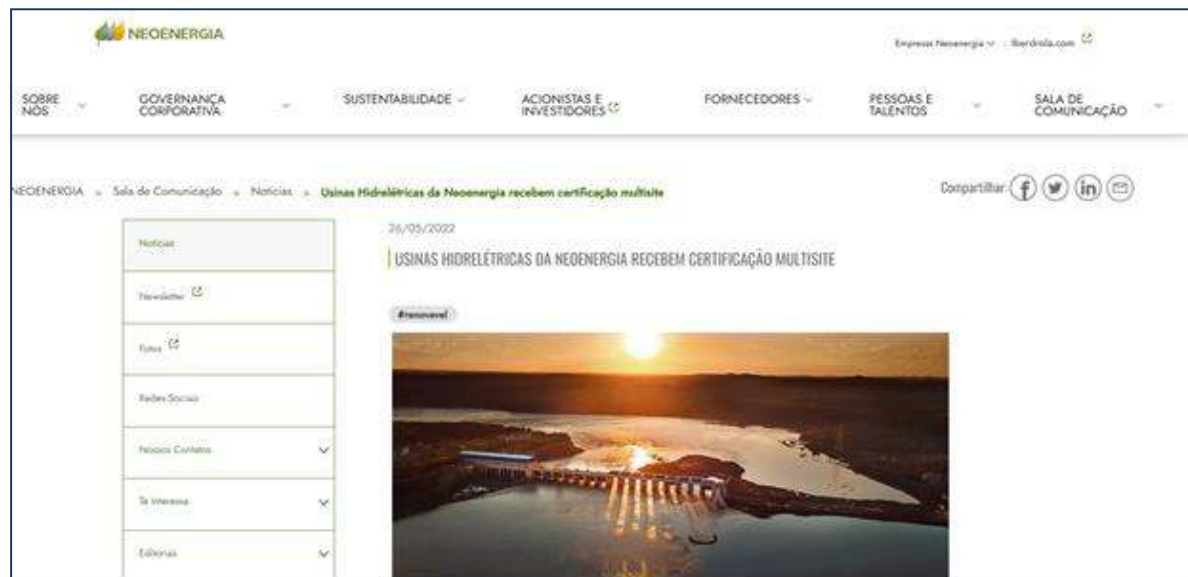 NEOENERGIA
Empresas Neoenergia
Iberdrola.com
SOBRE NÓS
GOVERNANÇA CORPORATIVA
SUSTENTABILIDADE
ACIONISTAS E INVESTIDORES
FORNECEDORES
PESSOAS E TALENTOS
SALA DE COMUNICAÇÃO
NEOENERGIA » Sala de Comunicação » Notícias » Usinas Hidrelétricas da Neoenergia recebem certificação multisite
Compartilhar
26/05/2022
USINAS HIDRELÉTRICAS DA NEOENERGIA RECEBEM CERTIFICAÇÃO MULTISITE
#renovavel
Notícias
Newsletter
Fotos
Redes Sociais
Nossos Contatos
Te Interessa
Editorias